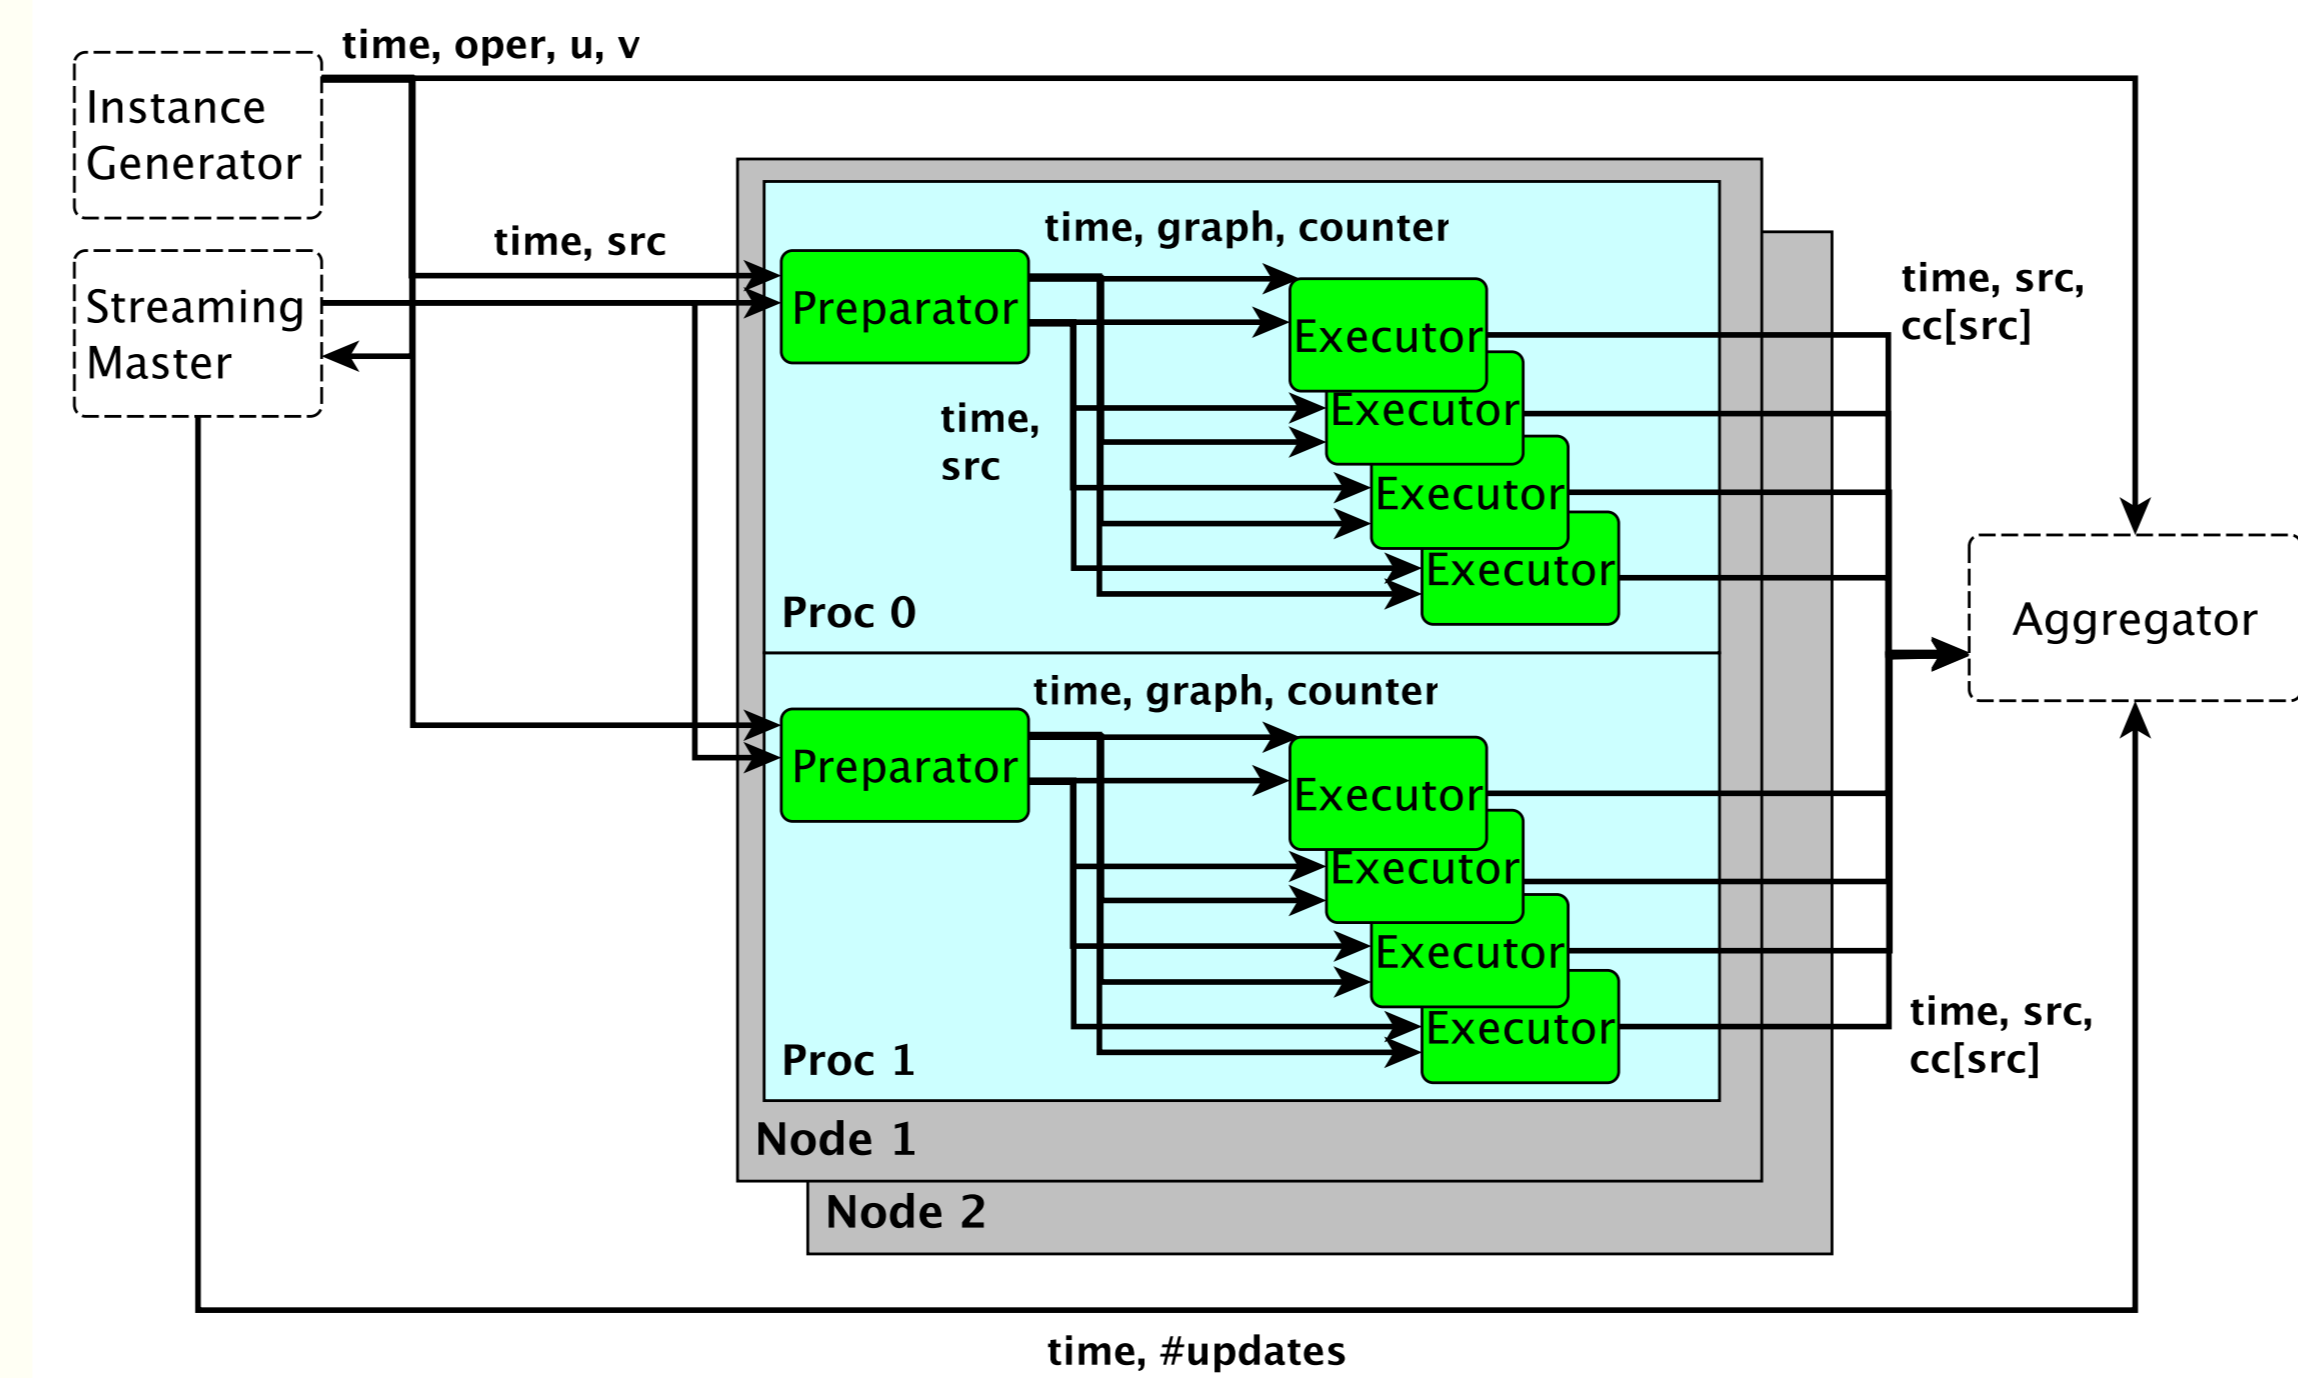 time, oper, u, v
Instance
Generator
time, src
Streaming
Master
time, graph, counter
Preparator
Executor
Executor
Executor
Executor
time,
src
Proc 0
time, src,
cc[src]
Aggregator
time, graph, counter
Preparator
Executor
Executor
Executor
Executor
Proc 1
time, src,
cc[src]
Node 1
Node 2
time, #updates